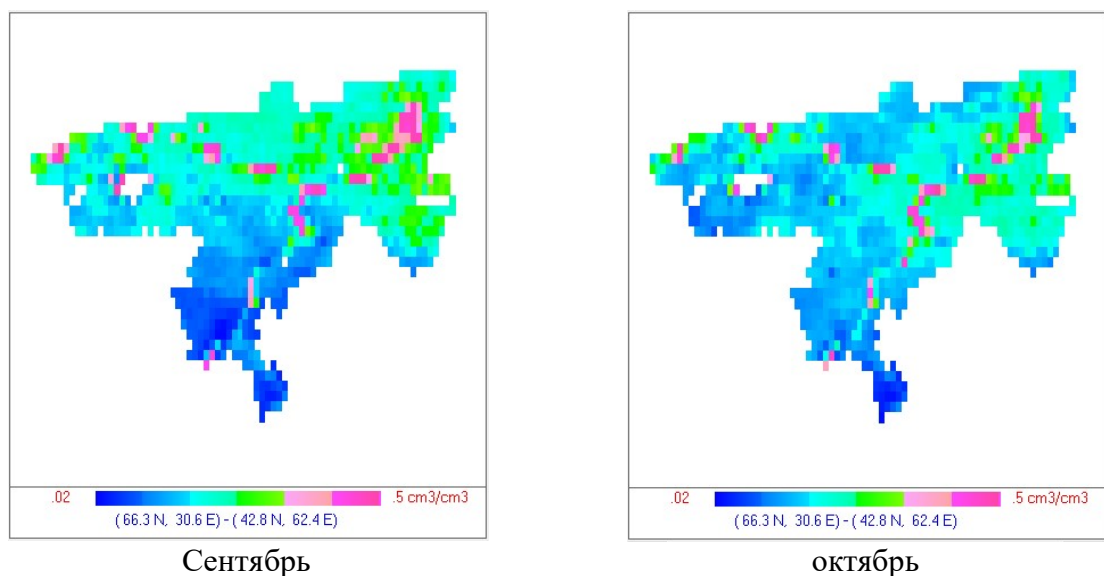 .02 .5 cm3/cm3
( 66.3 N, 30.6 E) - ( 42.8 N, 62.4 E)
Сентябрь
.02 .5 cm3/cm3
( 66.3 N, 30.6 E) - ( 42.8 N, 62.4 E)
октябрь